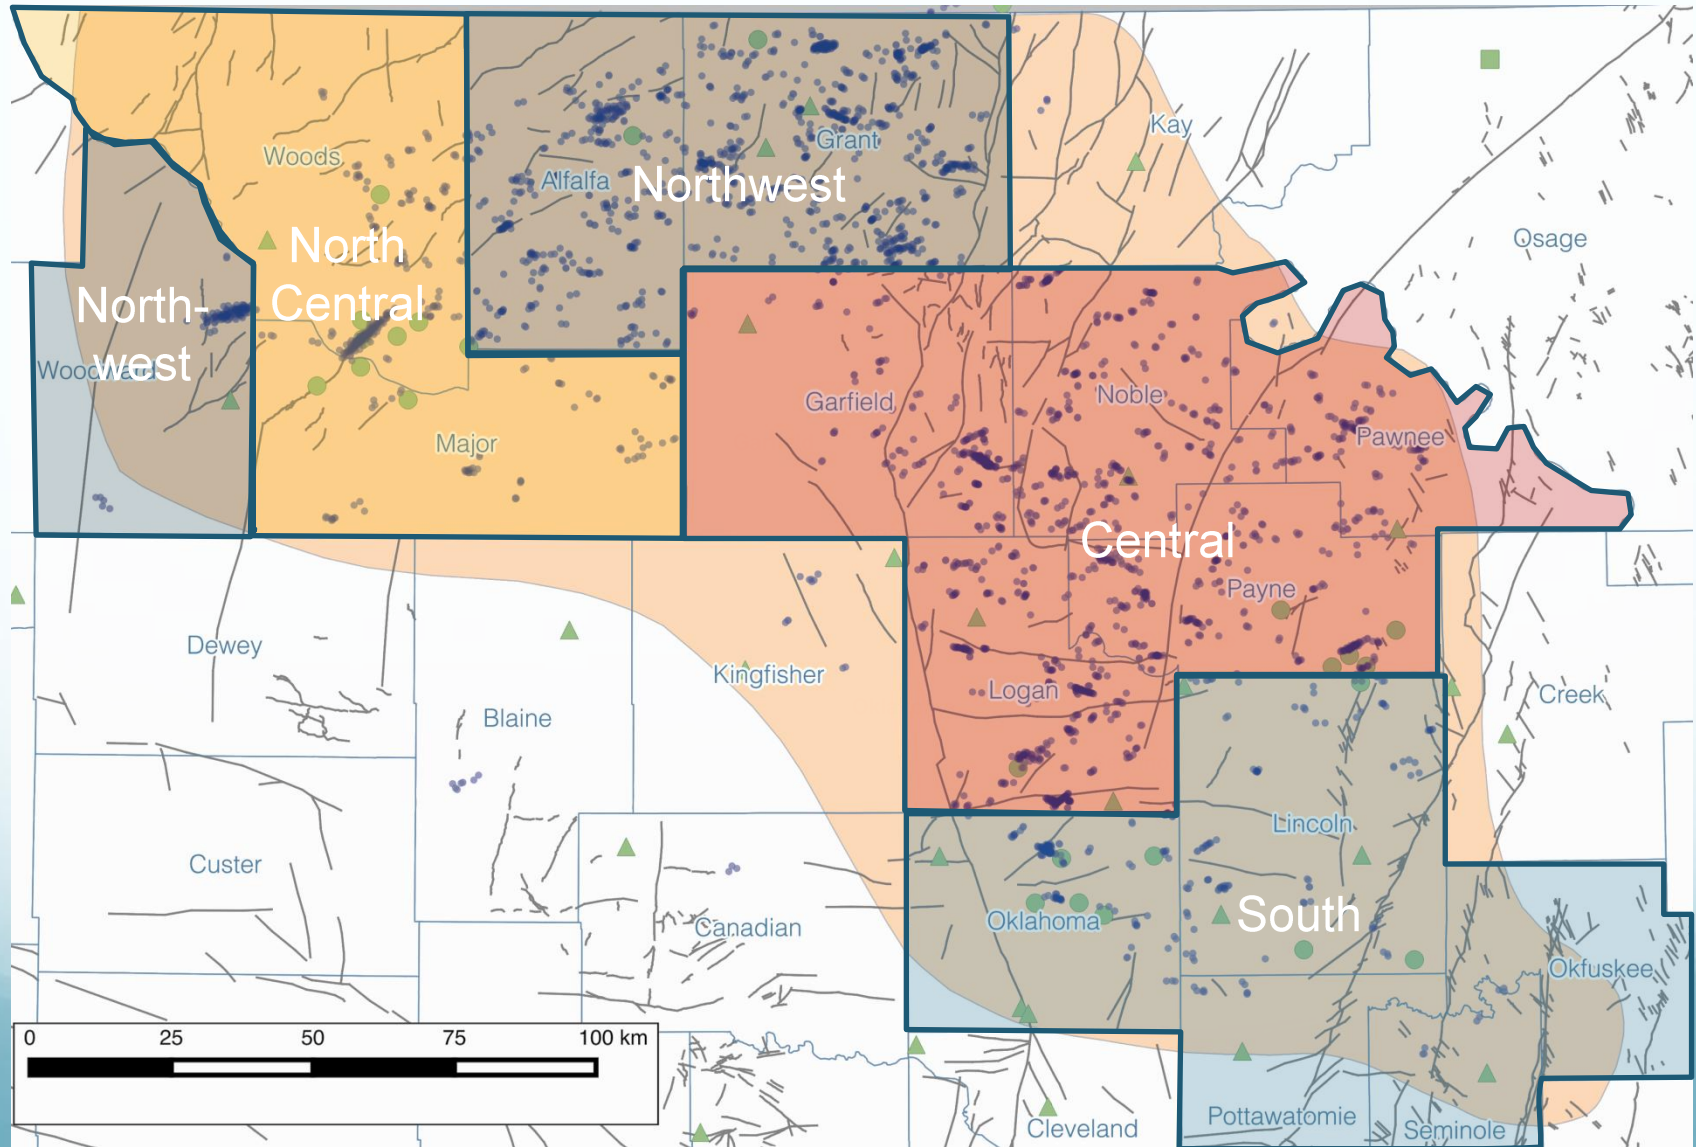 Kay
Grant
Woods
Alfalfa
Northwest
Osage
North
Central
North-
west
Woodward
Garfield
Noble
Pawnee
Major
Central
Payne
Dewey
Kingfisher
Logan
Creek
Blaine
Lincoln
Custer
South
Oklahoma
Canadian
Okfuskee
0 25 50 75 100 km
Pottawatomie
Cleveland
Seminole